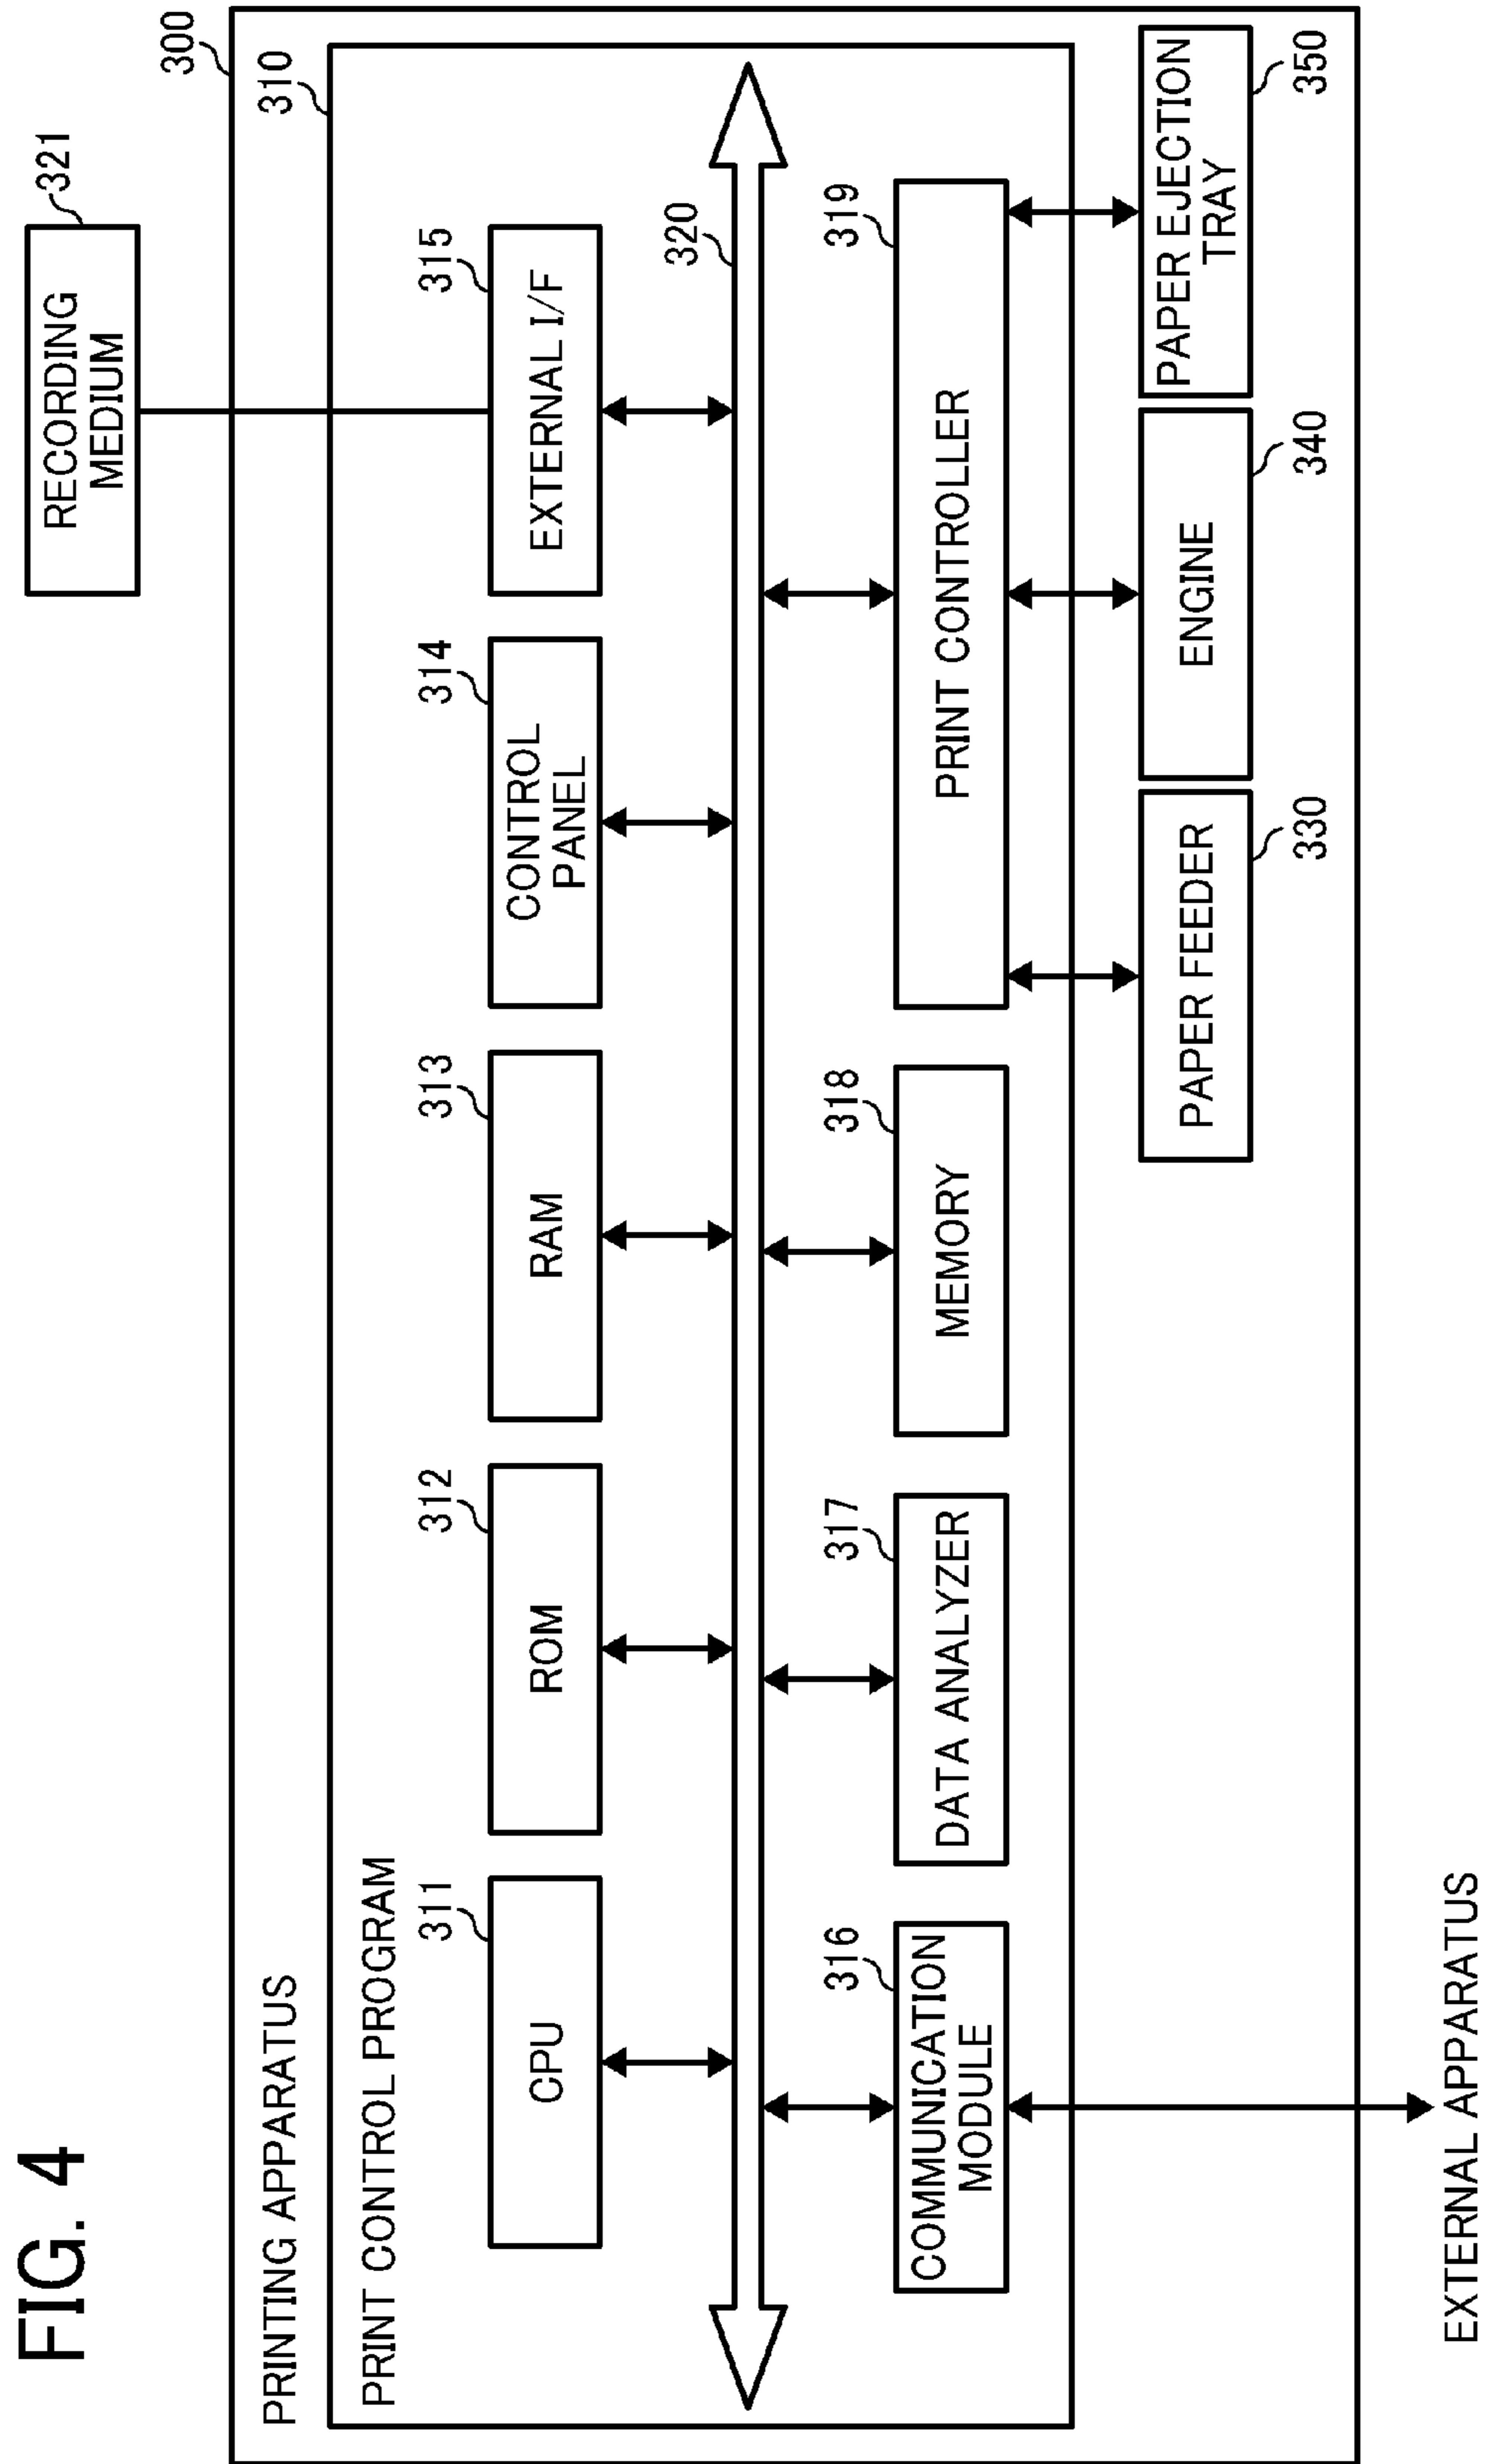 FIG. 4
321
RECORDING
MEDIUM
300
PRINTING APPARATUS
310
PRINT CONTROL PROGRAM
311
CPU
312
ROM
313
RAM
314
CONTROL
PANEL
315
EXTERNAL I/F
320
316
COMMUNICATION
MODULE
317
DATA ANALYZER
318
MEMORY
319
PRINT CONTROLLER
PAPER FEEDER
330
ENGINE
340
PAPER EJECTION
TRAY
350
EXTERNAL APPARATUS